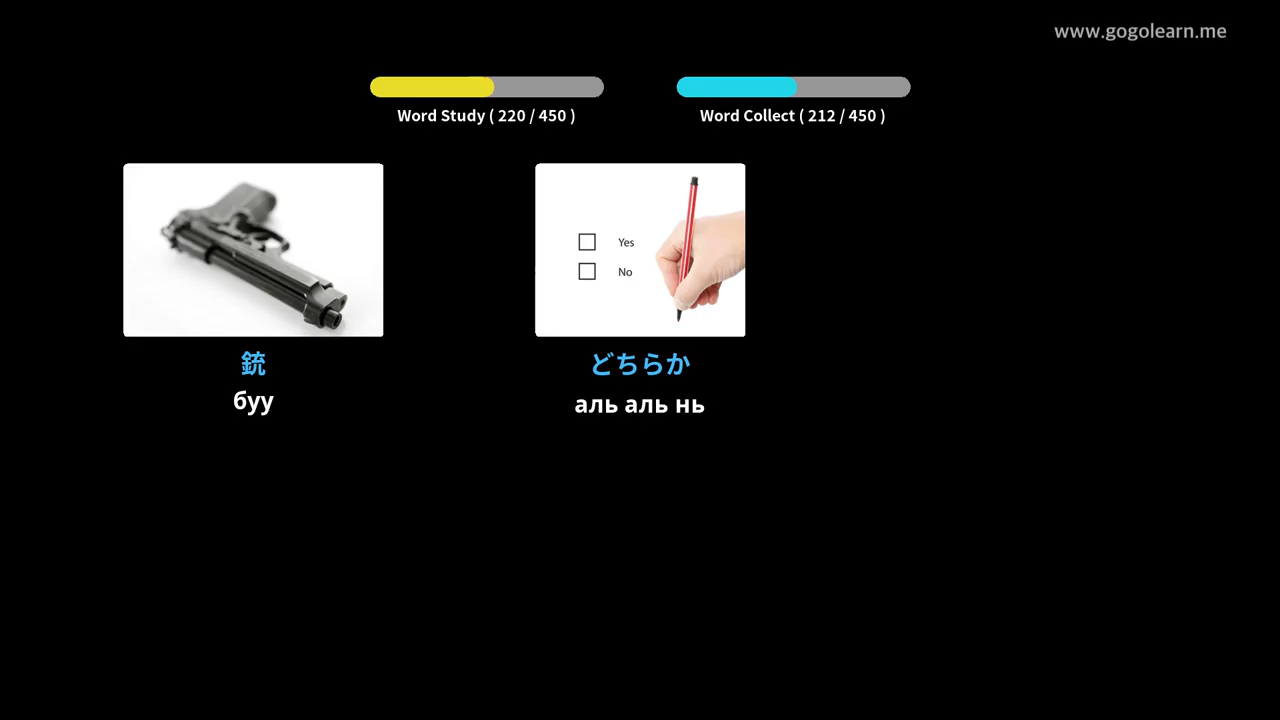 www.gogolearn.me
Word Study ( 220 / 450 )
Word Collect ( 212 / 450 )
Yes
No
銃
буу
どちらか
аль аль нь